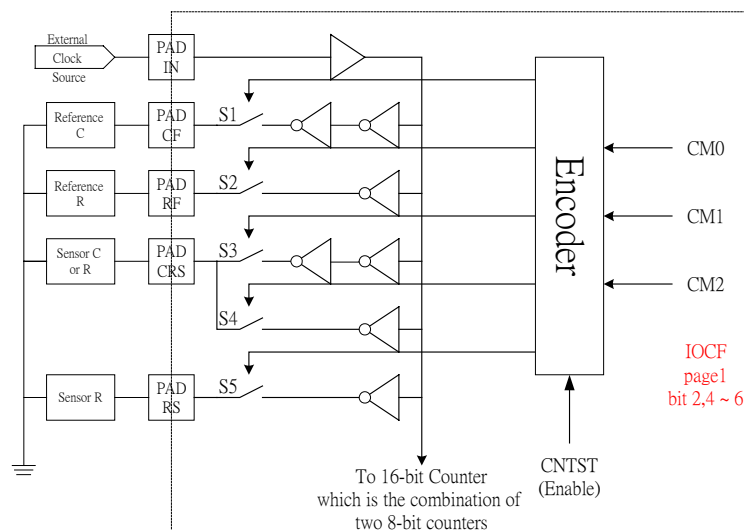 External
Clock
Source
PAD
IN
Reference
C
PAD
CF
S1
Reference
R
PAD
RF
S2
Sensor C
or R
PAD
CRS
S3
S4
Sensor R
PAD
RS
S5
Encoder
CM0
CM1
CM2
IOCF
page1
bit 2,4 ~ 6
CNTST
(Enable)
To 16-bit Counter
which is the combination of
two 8-bit counters